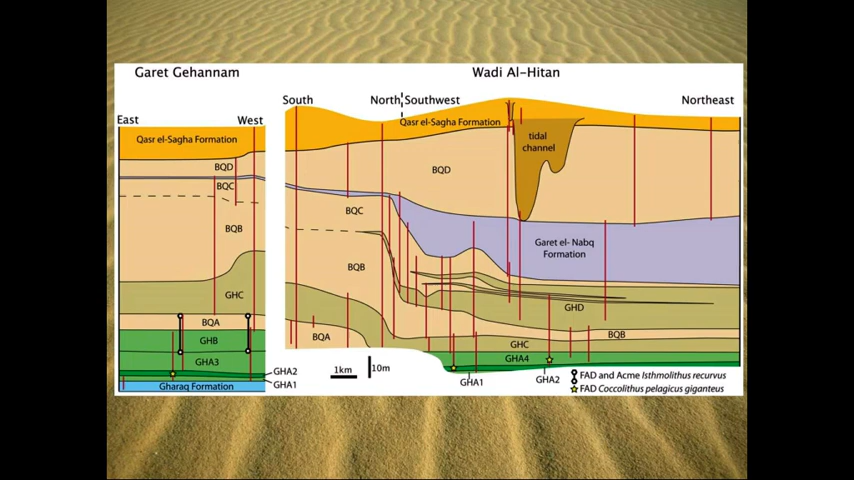 Garet Gehannam
Wadi Al-Hitan
East
West
South
North
Southwest
Northeast
Qasr el-Sagha Formation
BQD
BQC
BQB
GHC
BQA
GHB
GHA3
GHA2
GHA1
Gharaq Formation
Qasr el-Sagha Formation
tidal
channel
BQD
BQC
Garet el- Nabq
Formation
BQB
GHD
BQB
BQA
GHC
GHA4
GHA1
GHA2
1km
10m
FAD and Acme Isthmolithus recurvus
FAD Coccolithus pelagicus giganteus